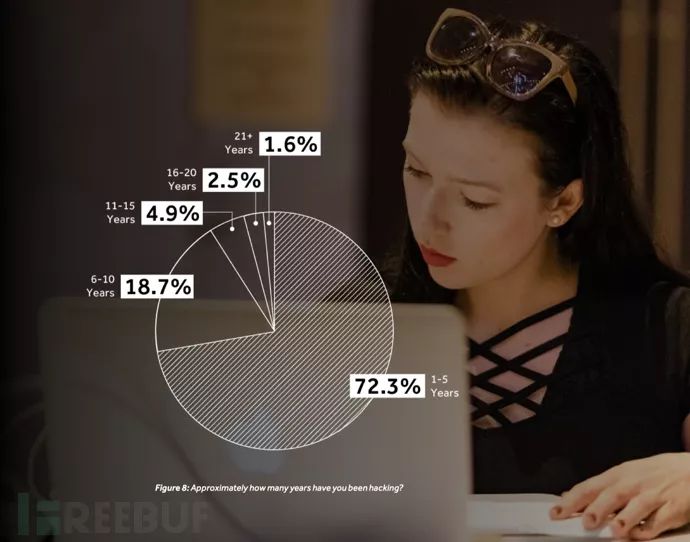 21+
Years
1.6%
16-20
Years
2.5%
11-15
Years
4.9%
6-10
Years
18.7%
72.3%
1-5
Years
Figure 8: Approximately how many years have you been hacking?
FREEBUF